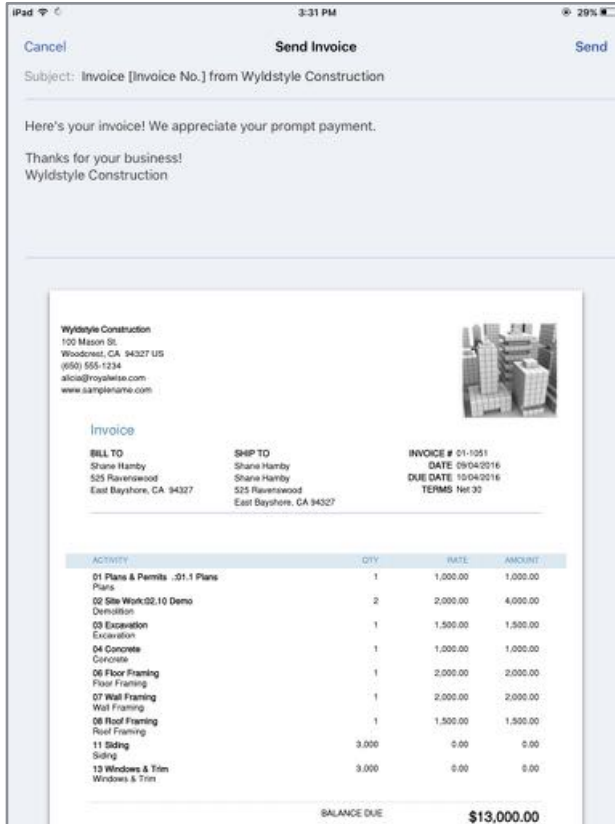 iPad 3:31 PM 29%
Cancel Send Invoice Send
Subject: Invoice [Invoice No.] from Wyldstyle Construction
Here's your invoice! We appreciate your prompt payment.
Thanks for your business!
Wyldstyle Construction
Wyldstyle Construction
100 Mason St.
Woodcrest, CA 94327 US
(650) 555-1234
alicia@royalwise.com
www.samplename.com
Invoice
BILL TO SHIP TO INVOICE # 01-1051
Shane Hamby Shane Hamby DATE 09/04/2016
525 Ravenswood Shane Hamby DUE DATE 10/04/2016
East Bayshore, CA 94327 525 Ravenswood TERMS Net 30
East Bayshore, CA 94327
ACTIVITY QTY RATE AMOUNT
01 Plans & Permits .:01.1 Plans 1 1,000.00 1,000.00
Plans
02 Site Work:02.10 Demo 2 2,000.00 4,000.00
Demolition
03 Excavation 1 1,500.00 1,500.00
Excavation
04 Concrete 1 1,000.00 1,000.00
Concrete
06 Floor Framing 1 2,000.00 2,000.00
Floor Framing
07 Wall Framing 1 2,000.00 2,000.00
Wall Framing
08 Roof Framing 1 1,500.00 1,500.00
Roof Framing
11 Siding 3,000 0.00 0.00
Siding
13 Windows & Trim 3,000 0.00 0.00
Windows & Trim
BALANCE DUE $13,000.00